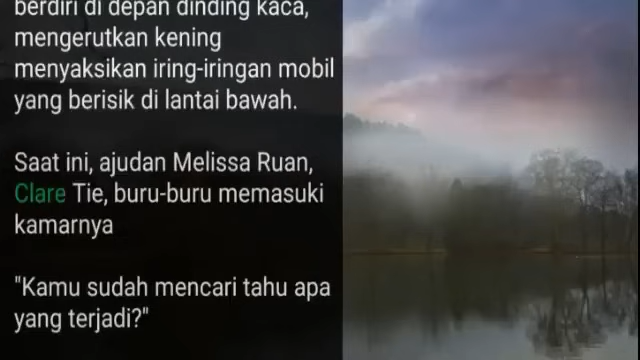 berdiri di depan dinding kaca,
mengerutkan kening
menyaksikan iring-iringan mobil
yang berisik di lantai bawah.
Saat ini, ajudan Melissa Ruan,
Clare Tie, buru-buru memasuki
kamarnya
"Kamu sudah mencari tahu apa
yang terjadi?"